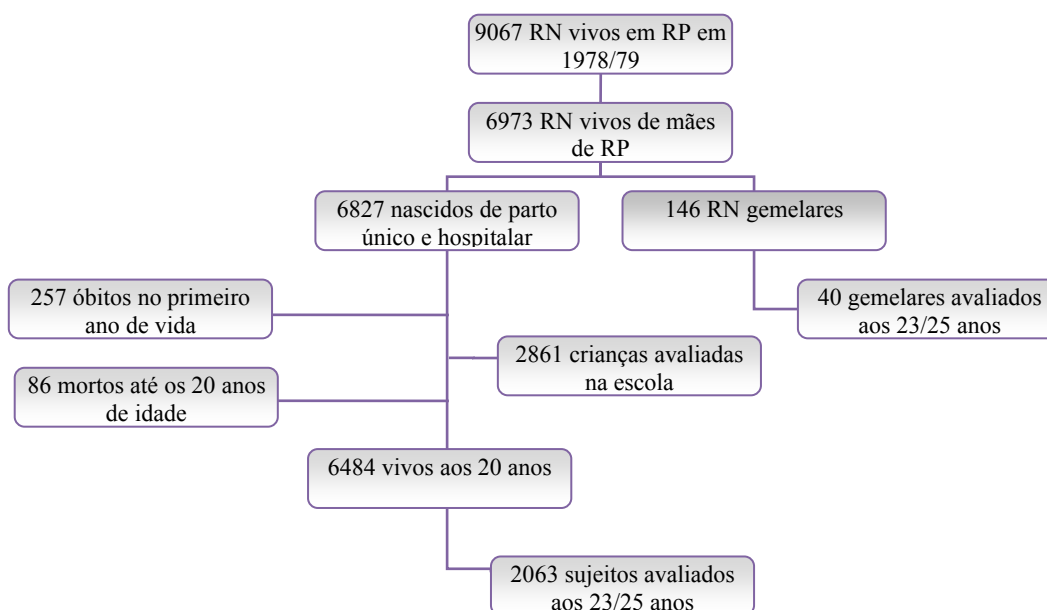 9067 RN vivos em RP em
1978/79
6973 RN vivos de mães
de RP
6827 nascidos de parto
único e hospitalar
146 RN gemelares
257 óbitos no primeiro
ano de vida
40 gemelares avaliados
aos 23/25 anos
2861 crianças avaliadas
na escola
86 mortos até os 20 anos
de idade
6484 vivos aos 20 anos
2063 sujeitos avaliados
aos 23/25 anos